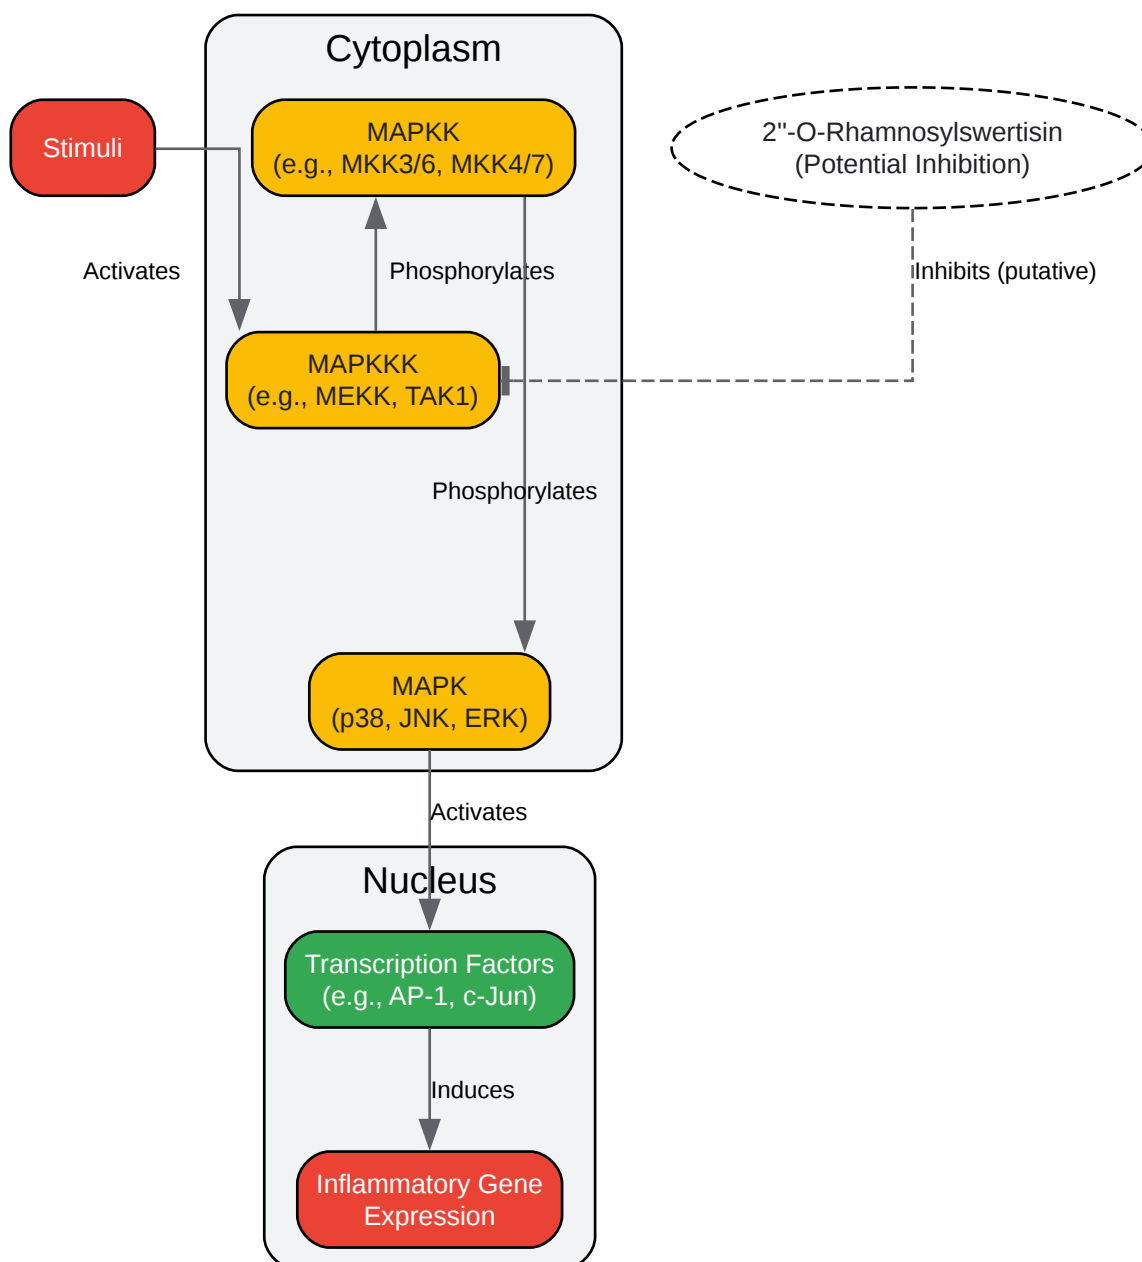 Cytoplasm
Stimuli
MAPKK
(e.g., MKK3/6, MKK4/7)
2"-O-Rhamnosylswertisin
(Potential Inhibition)
Activates
Phosphorylates
Inhibits (putative)
MAPKKK
(e.g., MEKK, TAK1)
Phosphorylates
MAPK
(p38, JNK, ERK)
Activates
Nucleus
Transcription Factors
(e.g., AP-1, c-Jun)
Induces
Inflammatory Gene
Expression